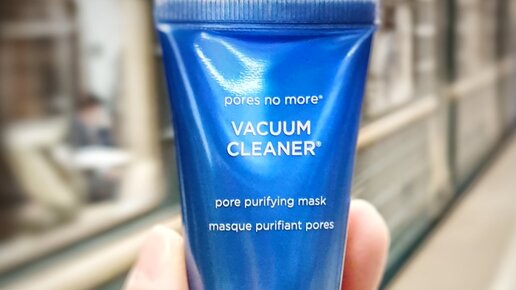 pores no more®
VACUUM
CLEANER®
pore purifying mask
masque purifiant pores